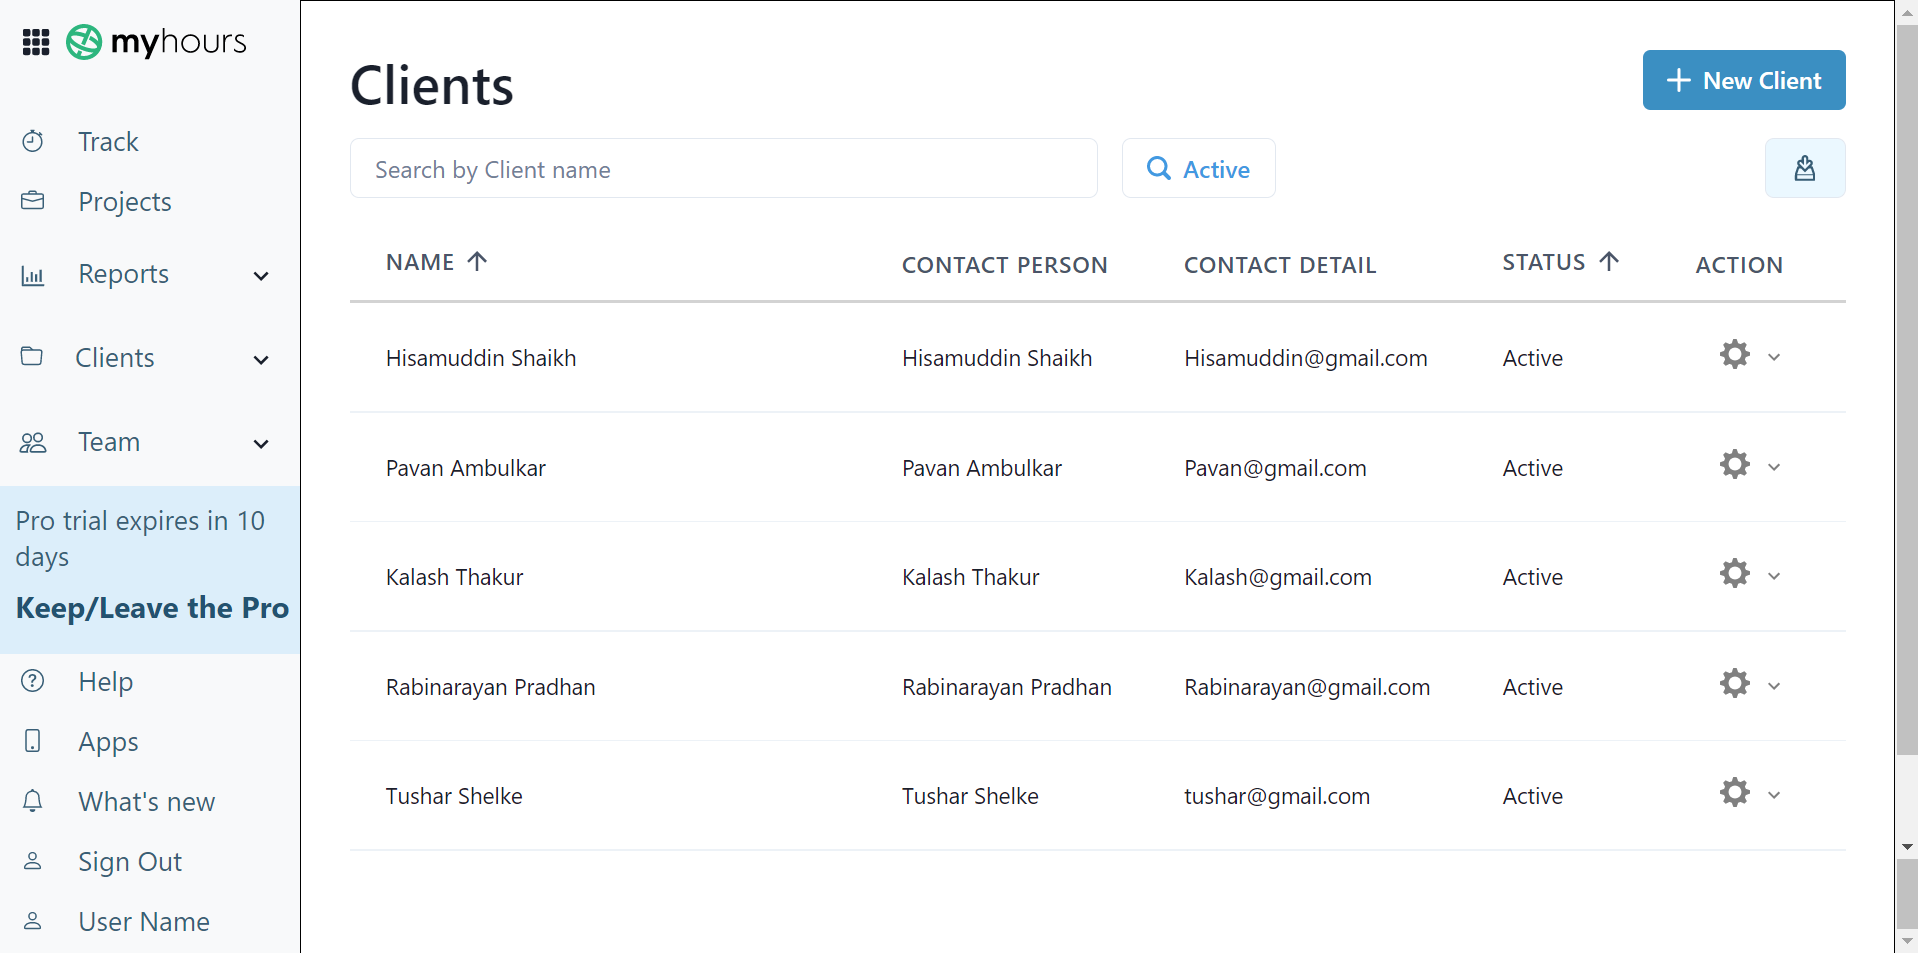 myhours
Track
Projects
Reports
Clients
Team
Pro trial expires in 10
days
Keep/Leave the Pro
Help
Apps
What's new
Sign Out
User Name
Clients
New Client
Search by Client name
Active
NAME CONTACT PERSON CONTACT DETAIL STATUS ACTION
Hisamuddin Shaikh Hisamuddin Shaikh Hisamuddin@gmail.com Active
Pavan Ambulkar Pavan Ambulkar Pavan@gmail.com Active
Kalash Thakur Kalash Thakur Kalash@gmail.com Active
Rabinarayan Pradhan Rabinarayan Pradhan Rabinarayan@gmail.com Active
Tushar Shelke Tushar Shelke tushar@gmail.com Active